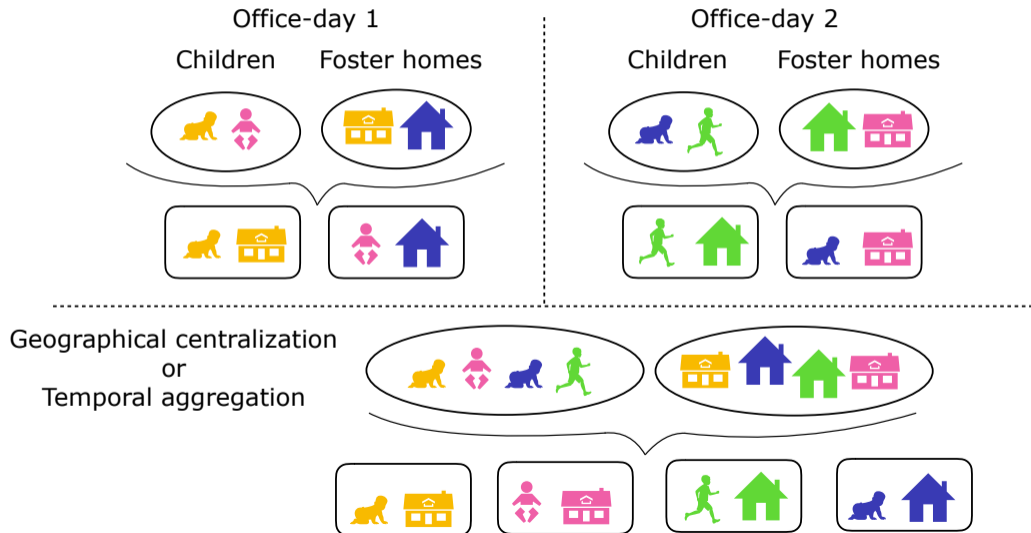 Office-day 1
Children
Foster homes
Office-day 2
Children
Foster homes
Geographical centralization
or
Temporal aggregation